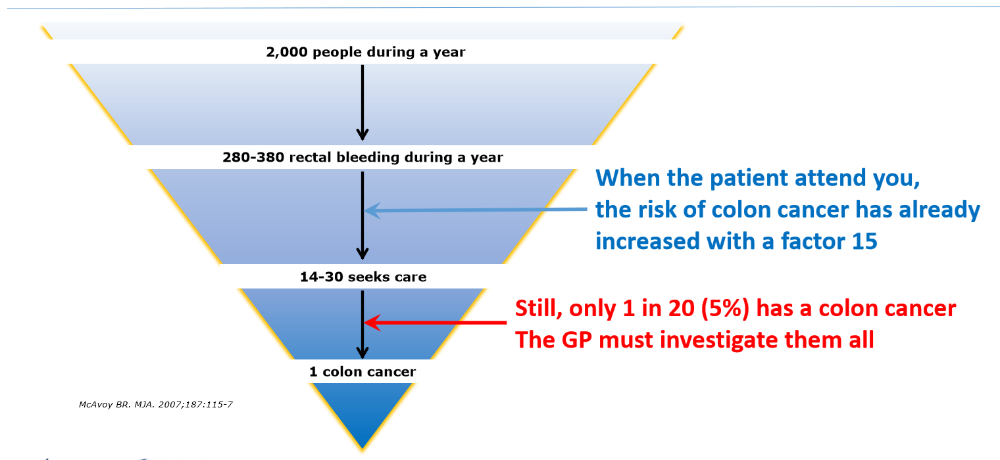 2,000 people during a year
280-380 rectal bleeding during a year
When the patient attend you,
the risk of colon cancer has already
increased with a factor 15
14-30 seeks care
Still, only 1 in 20 (5%) has a colon cancer
The GP must investigate them all
1 colon cancer
McAvoy BR. MJA. 2007;187:115-7